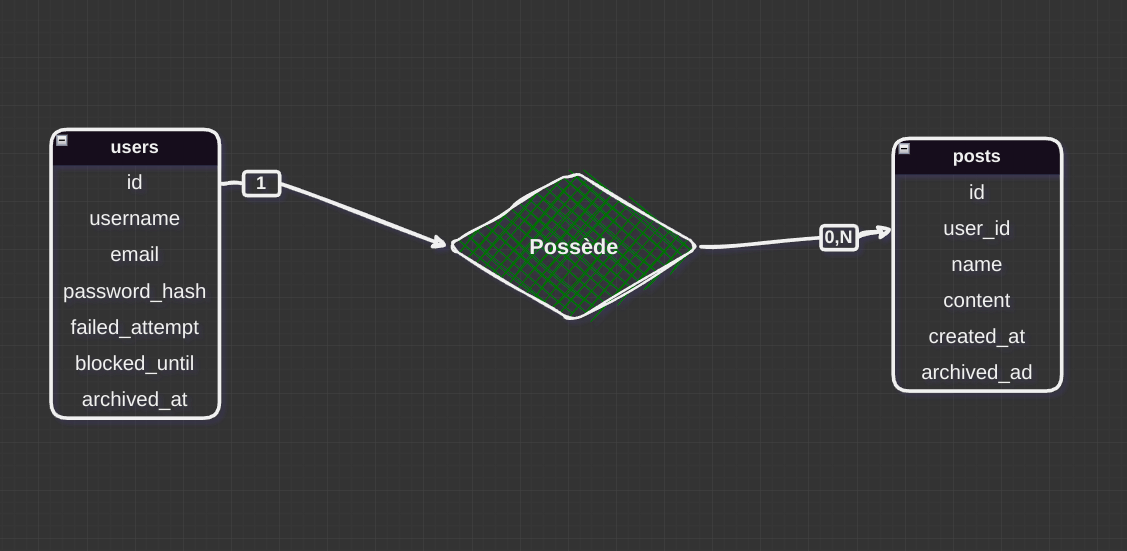 users
id
username
email
password_hash
failed_attempt
blocked_until
archived_at
1
Possède
0,N
posts
id
user_id
name
content
created_at
archived_ad